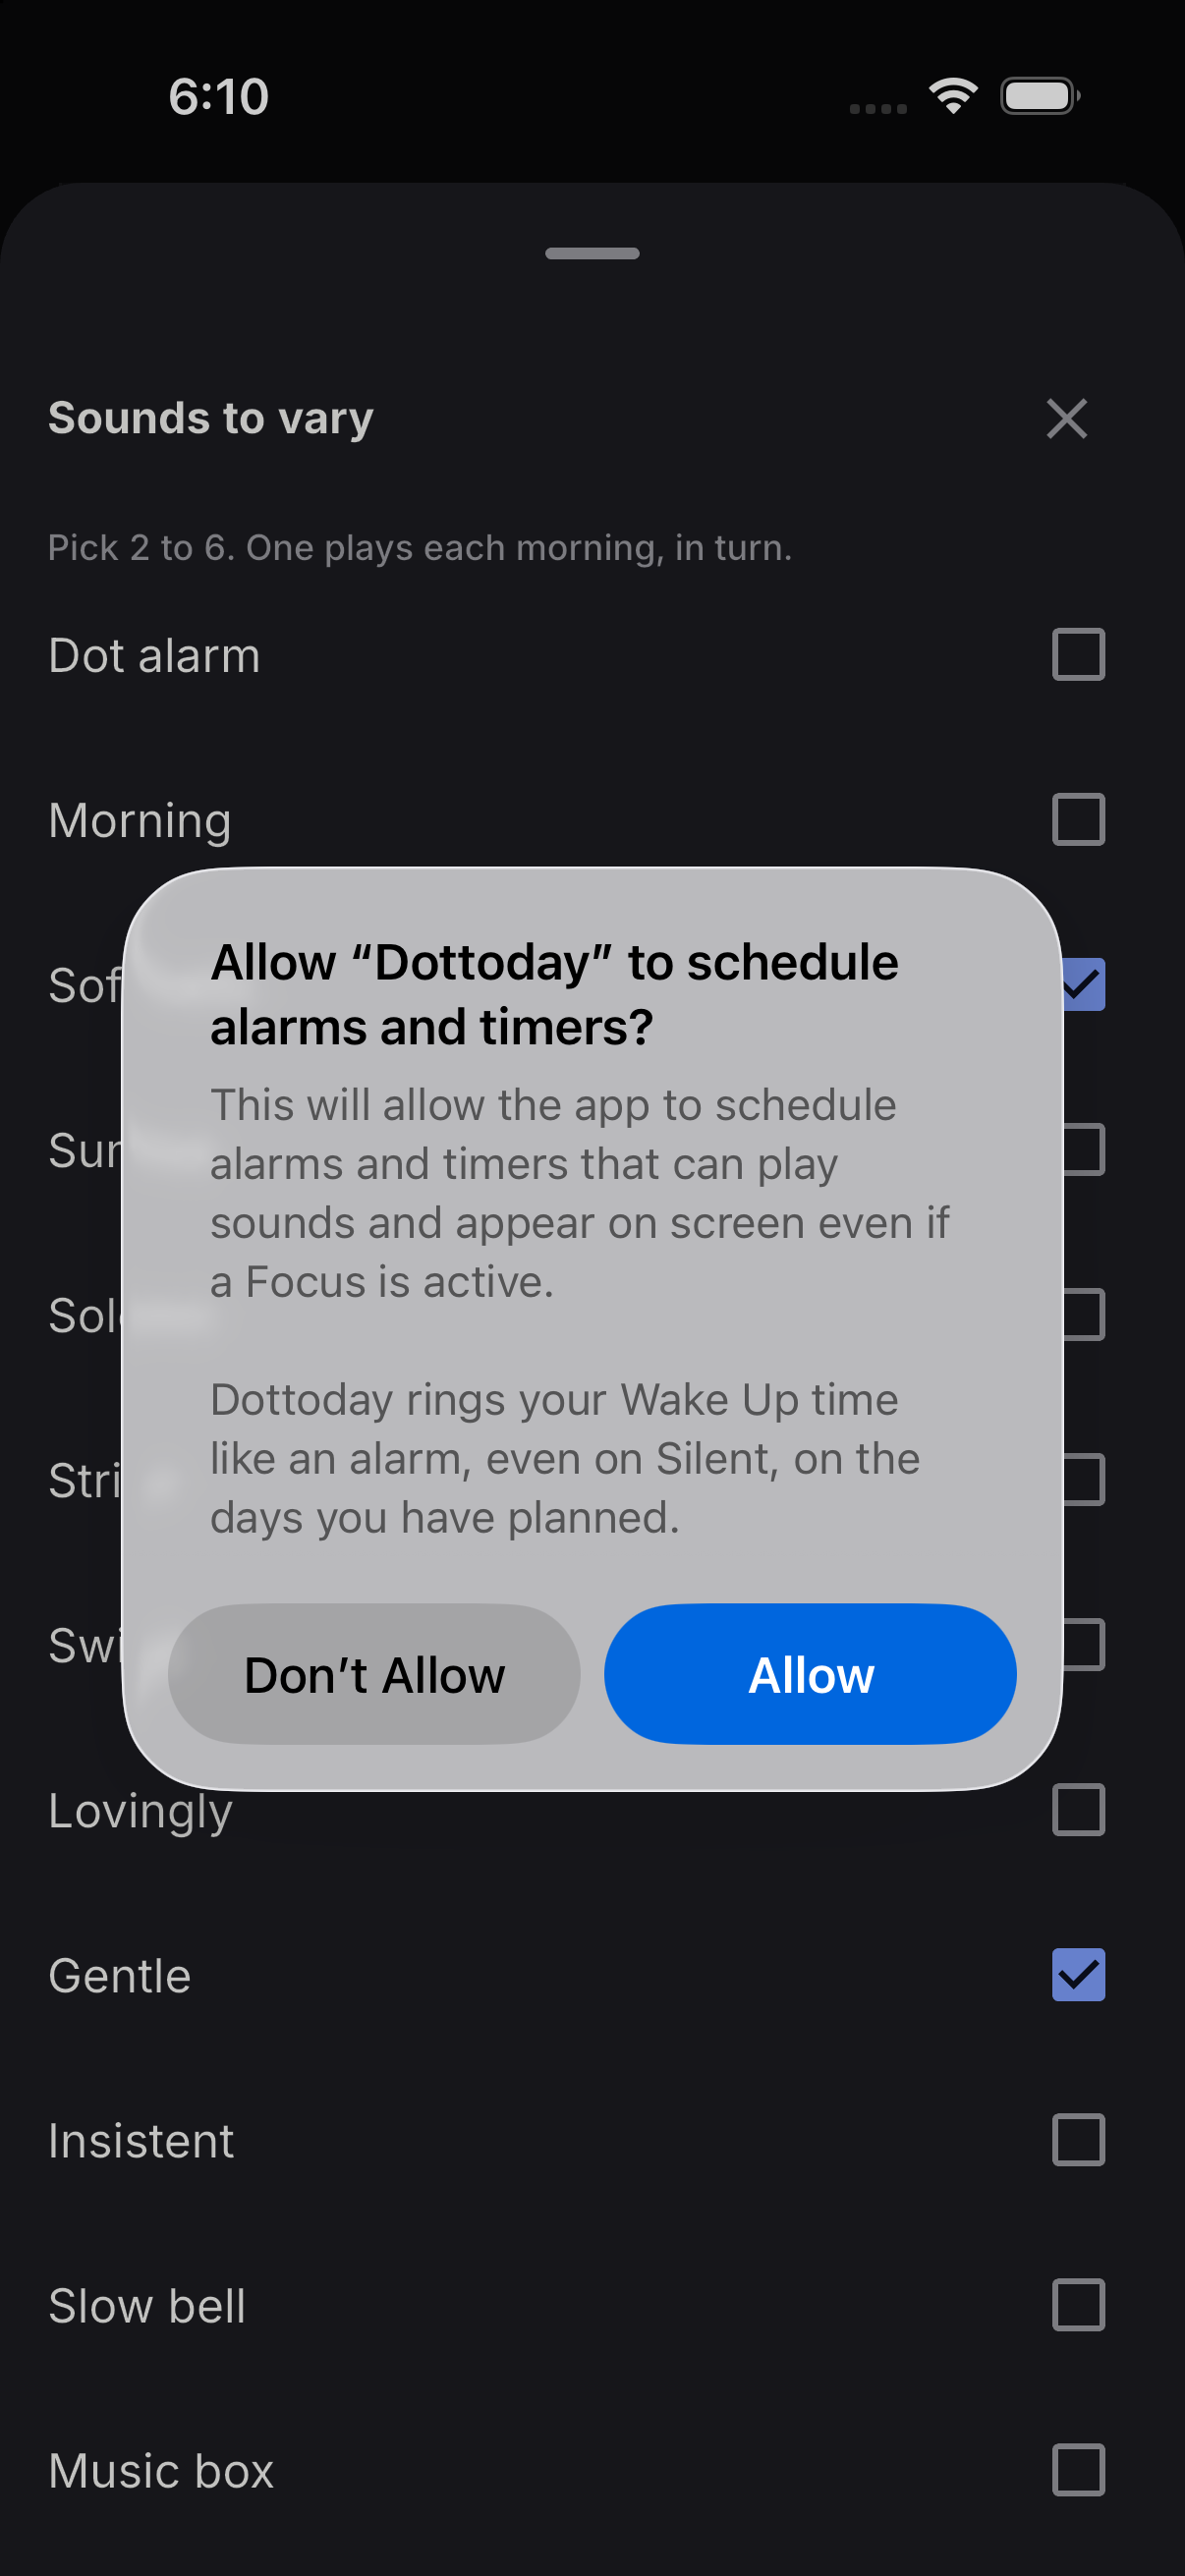 6:10
Sounds to vary
Pick 2 to 6. One plays each morning, in turn.
Dot alarm
Morning
Allow “Dottoday” to schedule
alarms and timers?
This will allow the app to schedule
alarms and timers that can play
sounds and appear on screen even if
a Focus is active.
Dottoday rings your Wake Up time
like an alarm, even on Silent, on the
days you have planned.
Don’t Allow
Allow
Lovingly
Gentle
Insistent
Slow bell
Music box